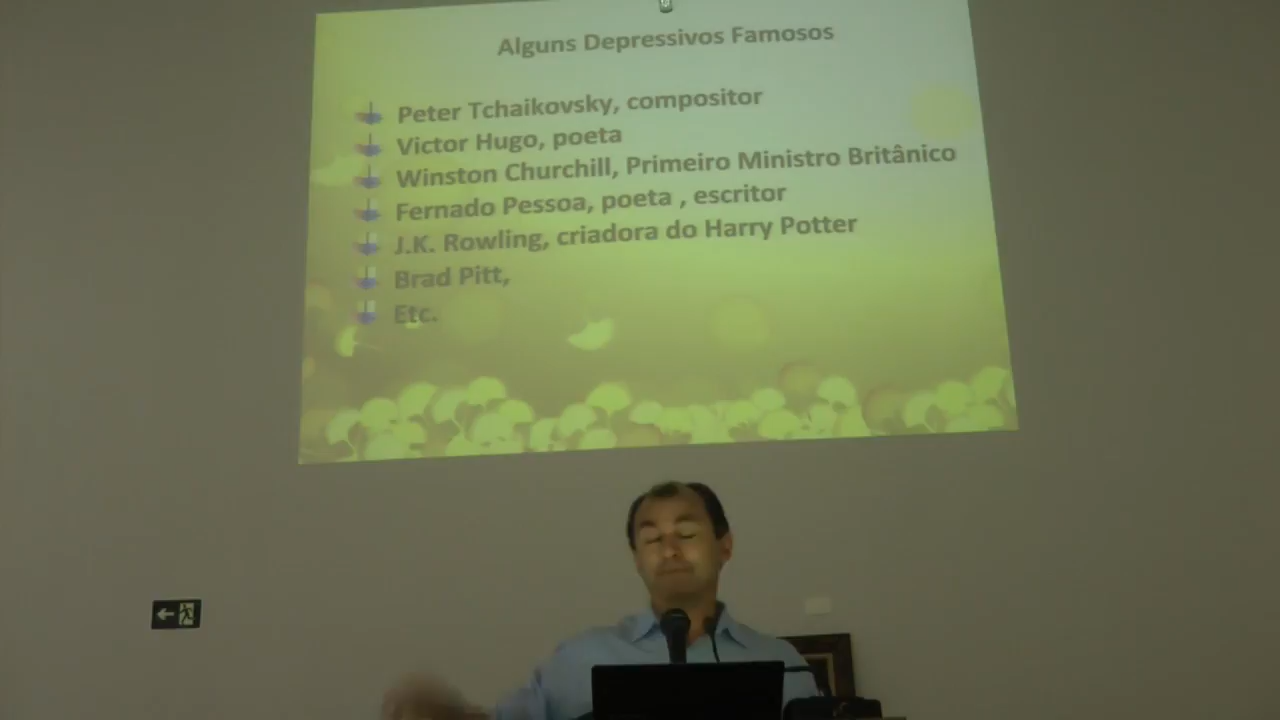 Alguns Depressivos Famosos
Peter Tchaikovsky, compositor
Victor Hugo, poeta
Winston Churchill, Primeiro Ministro Britânico
Fernado Pessoa, poeta , escritor
J.K. Rowling, criadora do Harry Potter
Brad Pitt,
Etc.